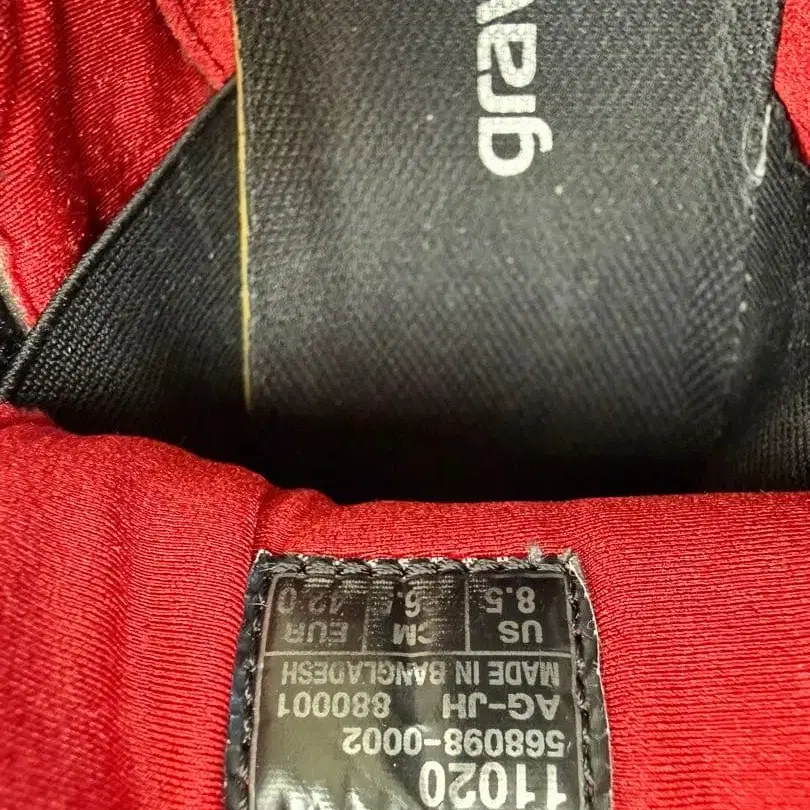 grav
11020
568098-0002
AG-JH 880001
MADE IN BANGLADESH
US CM EUR
8.5 42.0